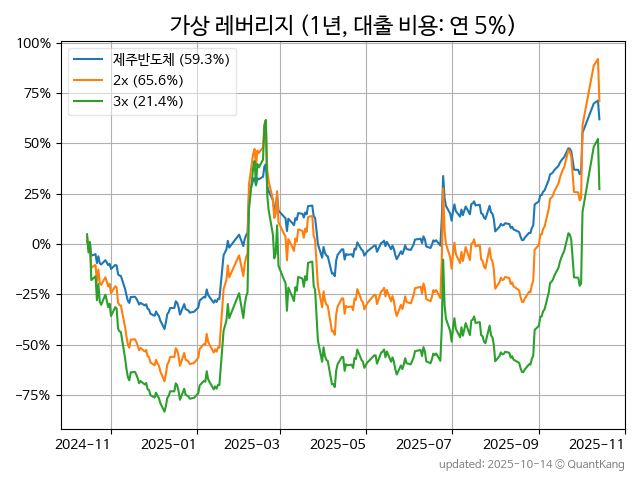 가상 레버리지 (1년, 대출 비용: 연 5%)
제주반도체 (59.3%)
2x (65.6%)
3x (21.4%)
100%
75%
50%
25%
0%
−25%
−50%
−75%
2024-11 2025-01 2025-03 2025-05 2025-07 2025-09 2025-11
updated: 2025-10-14 © QuantKang